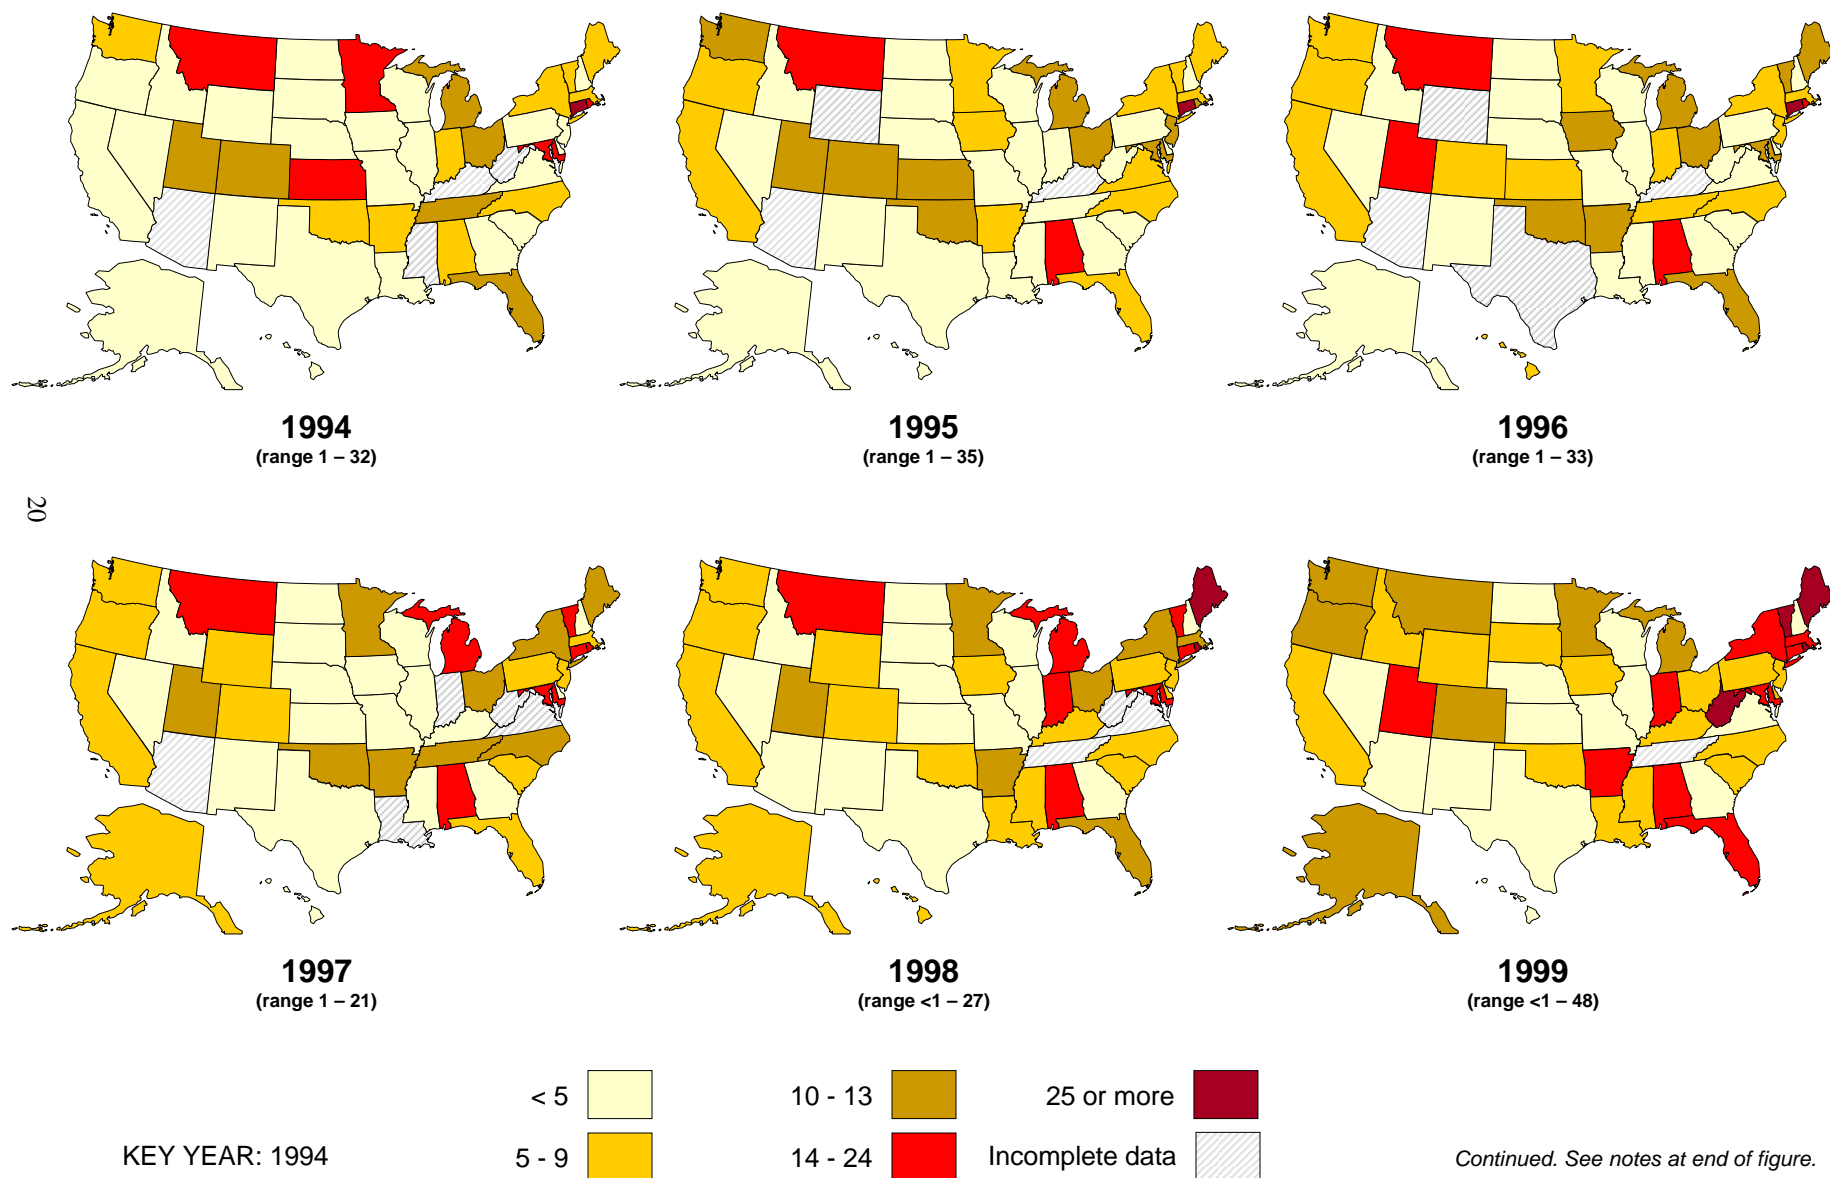 1994
(range 1 – 32)
1995
(range 1 – 35)
1996
(range 1 – 33)
20
1997
(range 1 – 21)
1998
(range <1 – 27)
1999
(range <1 – 48)
< 5
10 - 13
25 or more
KEY YEAR: 1994
5 - 9
14 - 24
Incomplete data
Continued. See notes at end of figure.